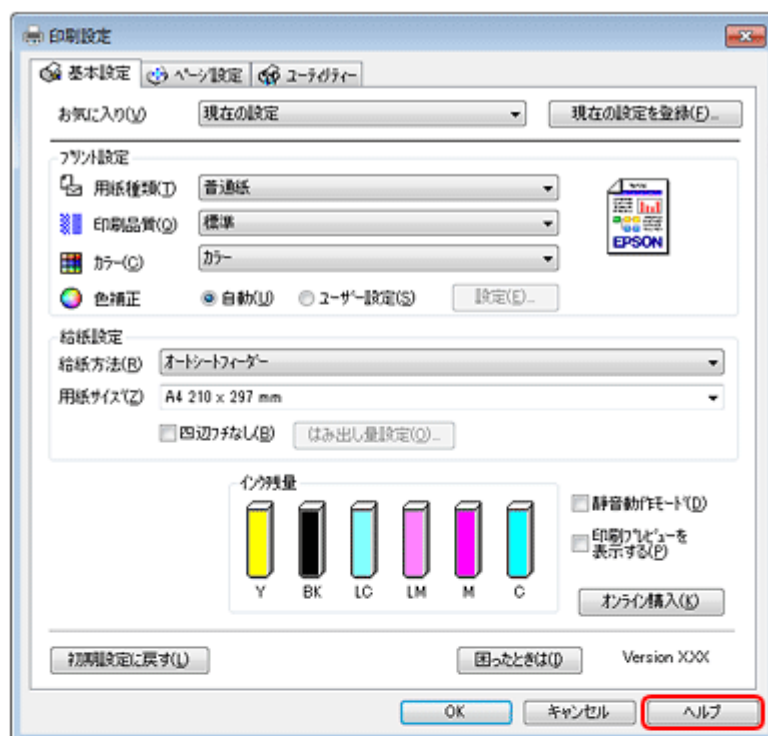 印刷設定
基本設定 ページ設定 ユーティリティー
お気に入り(V) 現在の設定 現在の設定を登録(F)...
プリント設定
用紙種類(T) 普通紙
印刷品質(Q) 標準
カラー(C) カラー
色補正 自動(U) ユーザー設定(S) 設定(E)...
EPSON
給紙設定
給紙方法(R) オートシートフィーダー
用紙サイズ(Z) A4 210 x 297 mm
四辺フチなし(B) はみ出し量設定(O)...
インク残量
Y BK LC LM M C
静音動作モード(D)
印刷プレビューを
表示する(P)
オンライン購入(K)
初期設定に戻す(L) 困ったときは(I) Version X.XX
OK キャンセル ヘルプ